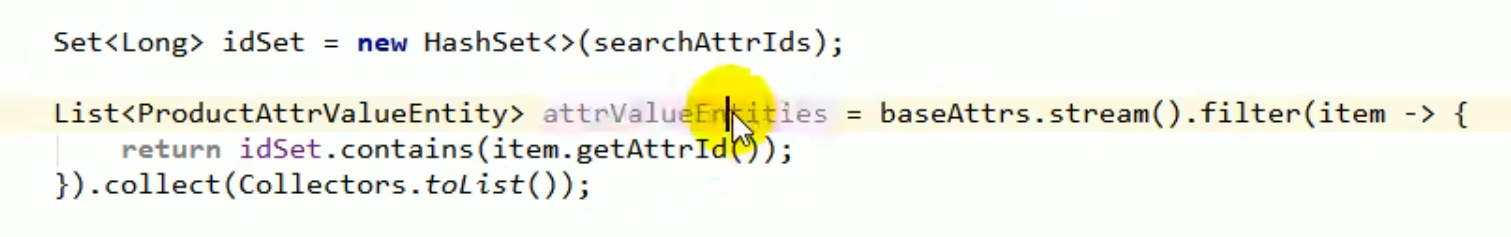 Set<Long> idSet = new HashSet<>(searchAttrIds);
List<ProductAttrValueEntity> attrValueEntities = baseAttrs.stream().filter(item -> {
return idSet.contains(item.getAttrId());
}).collect(Collectors.toList());